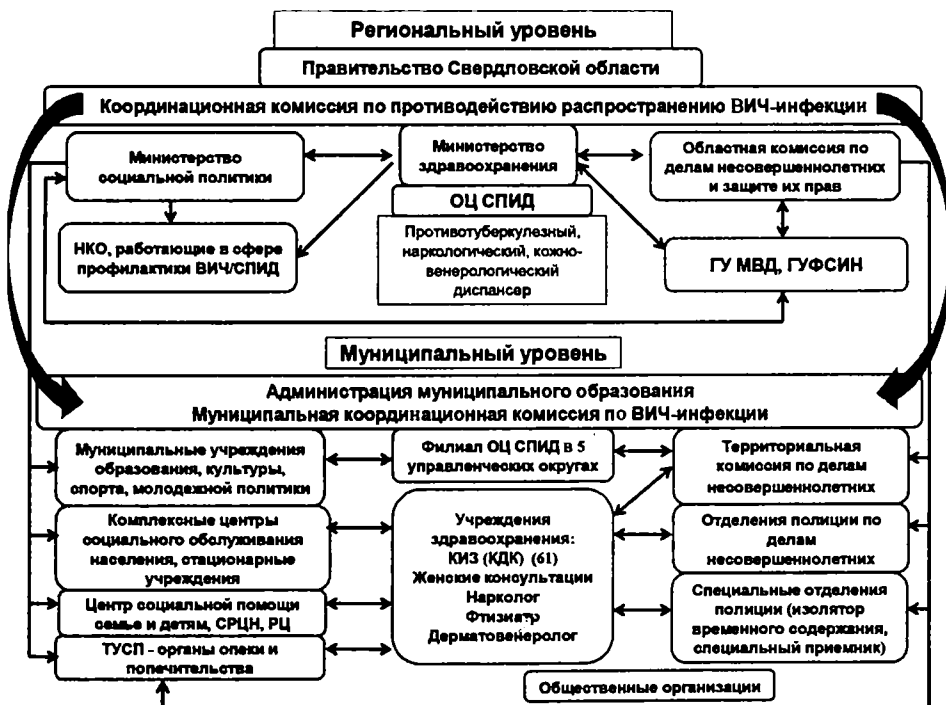 Региональный уровень
Правительство Свердловской области
Координационная комиссия по противодействию распространению ВИЧ-инфекции
Министерство
социальной политики
Министерство
здравоохранения
Областная комиссия по
делам несовершеннолетних
и защите их прав
ОЦ СПИД
Противотуберкулезный,
наркологический, кожно-
венерологический
диспансер
НКО, работающие в сфере
профилактики ВИЧ/СПИД
ГУ МВД, ГУФСИН
Муниципальный уровень
Администрация муниципального образования
Муниципальная координационная комиссия по ВИЧ-инфекции
Муниципальные учреждения
образования, культуры,
спорта, молодежной политики
Филиал ОЦ СПИД в 5
управленческих округах
Территориальная
комиссия по делам
несовершеннолетних
Комплексные центры
социального обслуживания
населения, стационарные
учреждения
Учреждения
здравоохранения:
КИЗ (КДК) (61)
Женские консультации
Нарколог
Фтизиатр
Дерматовенеролог
Отделения полиции по
делам
несовершеннолетних
Центр социальной помощи
семье и детям, СРЦН, РЦ
Специальные отделения
полиции (изолятор
временного содержания,
специальный приемник)
ТУСП - органы опеки и
попечительства
Общественные организации